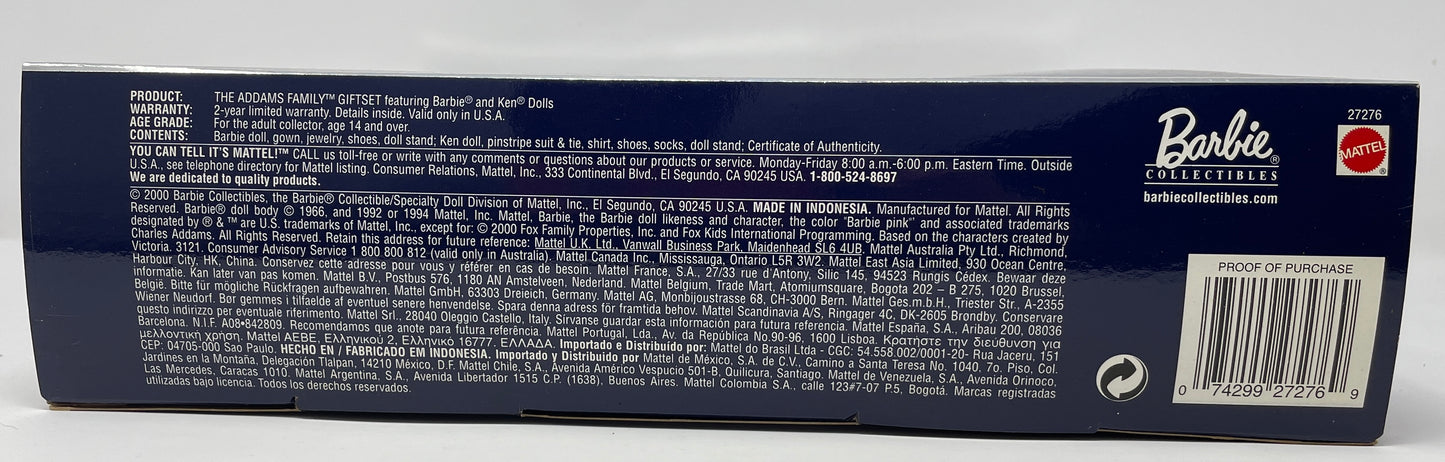 PRODUCT: THE ADDAMS FAMILY™ GIFTSET featuring Barbie® and Ken® Dolls
WARRANTY: 2-year limited warranty. Details inside. Valid only in U.S.A.
AGE GRADE: For the adult collector, age 14 and over.
CONTENTS: Barbie doll, gown, jewelry, shoes, doll stand; Ken doll, pinstripe suit & tie, shirt, shoes, socks, doll stand; Certificate of Authenticity.
YOU CAN TELL IT'S MATTEL!™ CALL us toll-free or write with any comments or questions about our products or service. Monday-Friday 8:00 a.m.-6:00 p.m. Eastern Time. Outside
U.S.A., see telephone directory for Mattel listing. Consumer Relations, Mattel, Inc., 333 Continental Blvd., El Segundo, CA 90245 USA. 1-800-524-8697
We are dedicated to quality products.
© 2000 Barbie Collectibles, the Barbie® Collectible/Specialty Doll Division of Mattel, Inc., El Segundo, CA 90245 U.S.A. MADE IN INDONESIA. Manufactured for Mattel. All Rights
Reserved. Barbie® doll body © 1966, and 1992 or 1994 Mattel, Inc. Mattel, Barbie, the Barbie doll likeness and character, the color "Barbie pink" and associated trademarks
designated by ® & ™ are U.S. trademarks of Mattel, Inc., except for: © 2000 Fox Family Properties, Inc. and Fox Kids International Programming. Based on the characters created by
Charles Addams. All Rights Reserved. Retain this address for future reference: Mattel U.K. Ltd., Vanwall Business Park, Maidenhead SL6 4UB. Mattel Australia Pty Ltd., Richmond,
Victoria. 3121. Consumer Advisory Service 1 800 800 812 (valid only in Australia). Mattel Canada Inc., Mississauga, Ontario L5R 3W2. Mattel East Asia Limited, 930 Ocean Centre,
Harbour City, HK, China. Conservez cette adresse pour vous y référer en cas de besoin. Mattel France, S.A., 27/33 rue d'Antony, Silic 145, 94523 Rungis Cédex. Bewaar deze
informatie. Kan later van pas komen. Mattel B.V., Postbus 576, 1180 AN Amstelveen, Nederland. Mattel Belgium, Trade Mart, Atomiumsquare, Bogota 202 – B 275, 1020 Brussel,
België. Bitte für mögliche Rückfragen aufbewahren. Mattel GmbH, 63303 Dreieich, Germany. Mattel AG, Monbijoustrasse 68, CH-3000 Bern. Mattel Ges.m.b.H., Triester Str., A-2355
Wiener Neudorf. Bør gemmes i tilfælde af eventuel senere henvendelse. Spara denna adress för framtida behov. Mattel Scandinavia A/S, Ringager 4C, DK-2605 Brondby. Conservare
questo indirizzo per eventuale riferimento. Mattel Srl., 28040 Oleggio Castello, Italy. Sírvanse guardar esta información para futura referencia. Mattel España, S.A., Aribau 200, 08036
Barcelona. N.I.F. A08•842809. Recomendamos que anote para futura referência. Mattel Portugal, Lda., Av. da República No.90-96, 1600 Lisboa. Κρατήστε την διεύθυνση για
μελλοντική χρήση. Mattel AEBE, Ελληνικού 2, Ελληνικό 16777. ΕΛΛΑΔΑ. Importado e Distribuido por: Mattel do Brasil Ltda - CGC: 54.558.002/0001-20- Rua Jaceru, 151
CEP: 04705-000 Sao Paulo. HECHO EN / FABRICADO EM INDONESIA. Importado y Distribuido por Mattel de México, S.A. de C.V., Camino a Santa Teresa No. 1040, 7o. Piso, Col.
Jardines en la Montaña, Delegación Tlalpan, 14210 México, D.F. Mattel Chile, S.A., Avenida Américo Vespucio 501-B, Quilicura, Santiago. Mattel de Venezuela, S.A., Avenida Orinoco,
Las Mercedes, Caracas 1010. Mattel Argentina, S.A., Avenida Libertador 1515 C.P. (1638), Buenos Aires. Mattel Colombia S.A., calle 123#7-07 P.5, Bogotá. Marcas registradas
utilizadas bajo licencia. Todos los derechos reservados.
Barbie®
COLLECTIBLES
barbiecollectibles.com
27276
MATTEL®
PROOF OF PURCHASE
0 74299 27276 9